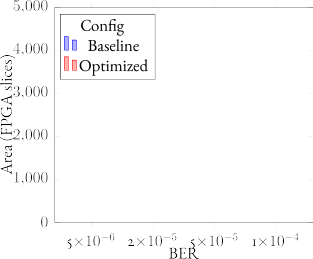 5,000
4,000
3,000
2,000
1,000
0
Area (FPGA slices)
Config
Baseline
Optimized
5×10⁻⁶ 2×10⁻⁵ 5×10⁻⁵ 1×10⁻⁴
BER